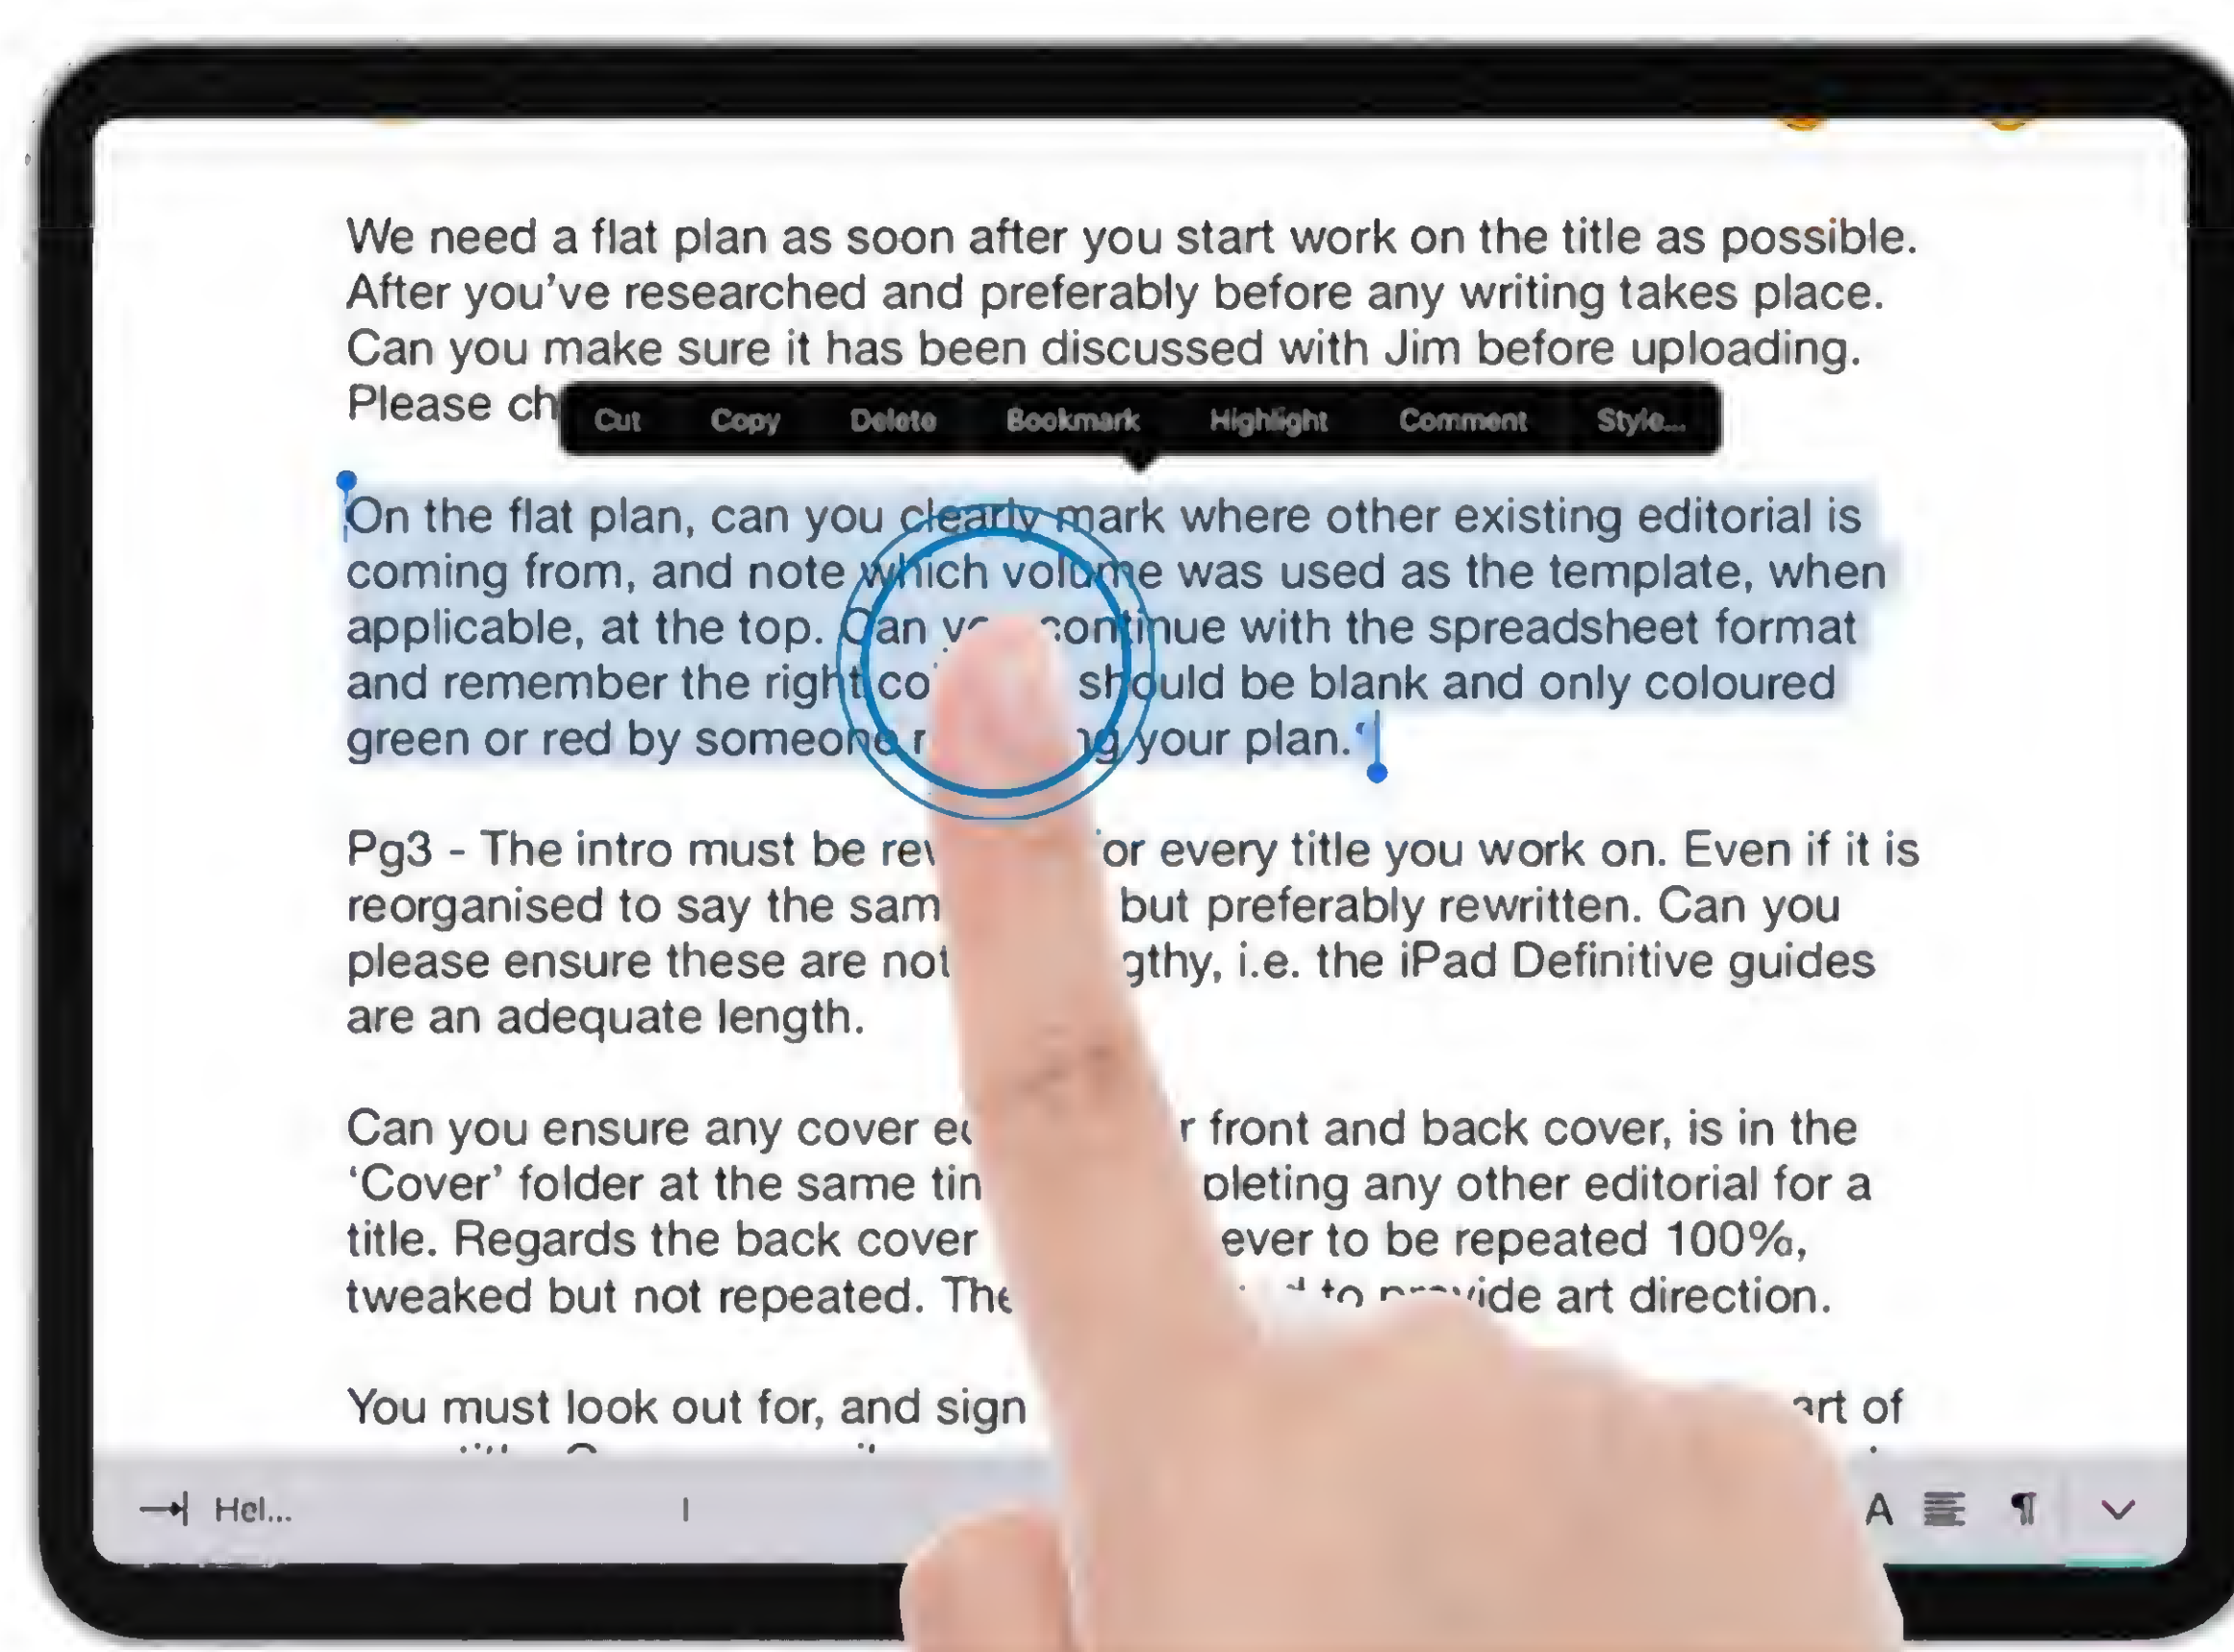 We need a flat plan as soon after you start work on the title as possible.
After you've researched and preferably before any writing takes place.
Can you make sure it has been discussed with Jim before uploading.
Please
Cut Copy Delete Bookmark Highlight Comment Style...
On the flat plan, can you clearly mark where other existing editorial is
coming from, and note which volume was used as the template, when
applicable, at the top. Can continue with the spreadsheet format
and remember the right should be blank and only coloured
green or red by someone your plan.¶
Pg3 - The intro must be for every title you work on. Even if it is
reorganised to say the but preferably rewritten. Can you
please ensure these are not i.e. the iPad Definitive guides
are an adequate length.
Can you ensure any cover front and back cover, is in the
‘Cover’ folder at the same any other editorial for a
title. Regards the back cover to be repeated 100%,
tweaked but not repeated. to provide art direction.
You must look out for, and sign of
Hel...
A ¶